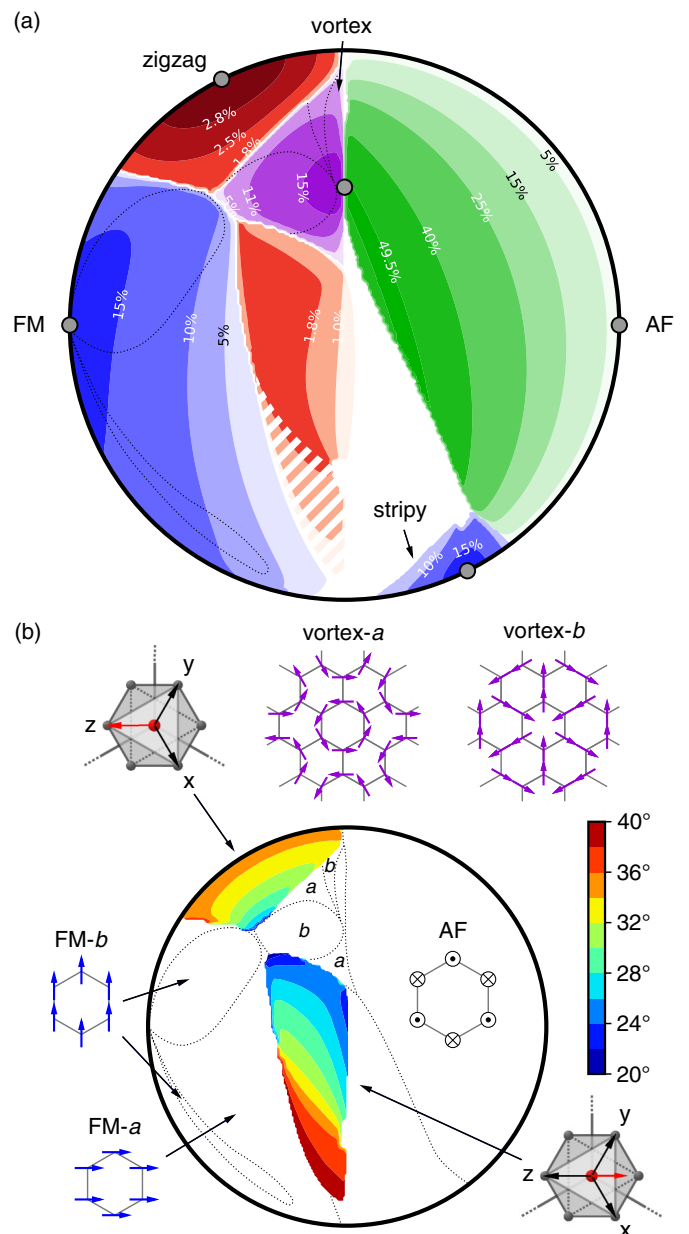 (a)
vortex
zigzag
2.8%
2.5%
1.8%
5%
15%
25%
40%
49.5%
15%
11%
5%
15%
10%
5%
1.8%
1.0%
FM
AF
stripy
10%
15%
(b)
vortex-a
vortex-b
y
z
x
40°
36°
32°
28°
24°
20°
b
a
b
a
AF
FM-b
FM-a
y
z
x